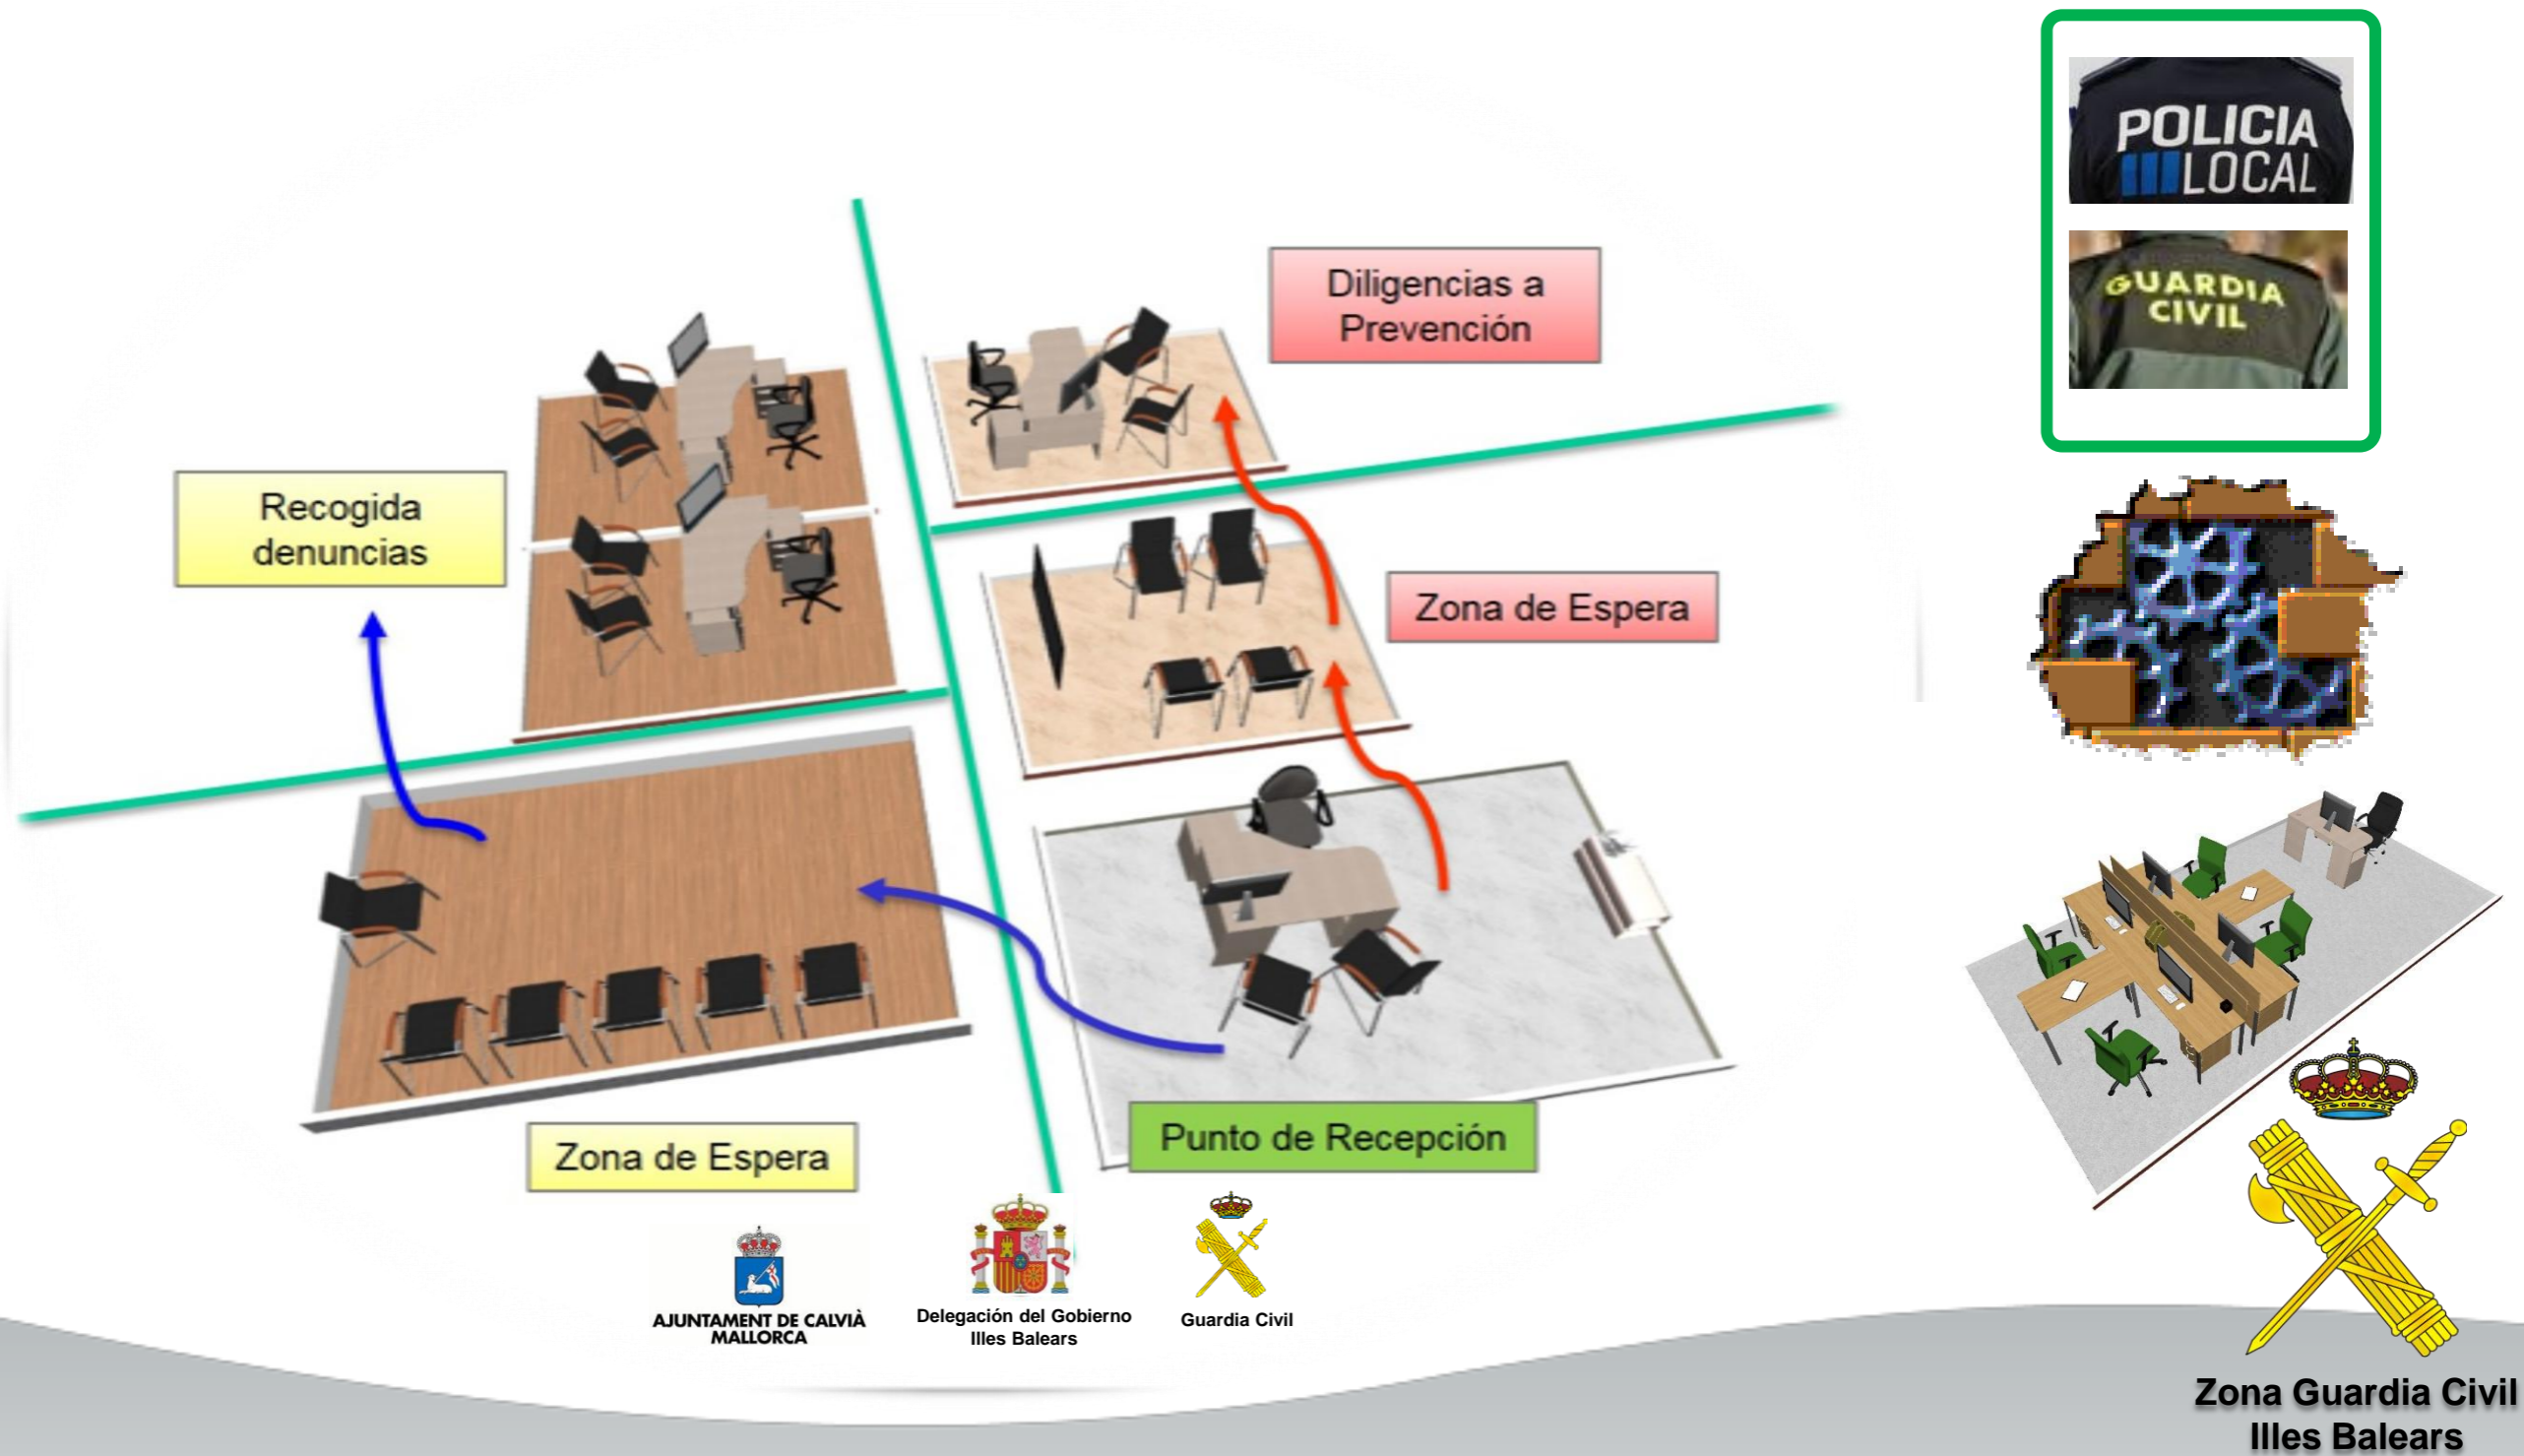 POLICIA
LOCAL
GUARDIA
CIVIL
Diligencias a
Prevención
Recogida
denuncias
Zona de Espera
Zona de Espera
Punto de Recepción
AJUNTAMENT DE CALVIÀ
MALLORCA
Delegación del Gobierno
Illes Balears
Guardia Civil
Zona Guardia Civil
Illes Balears